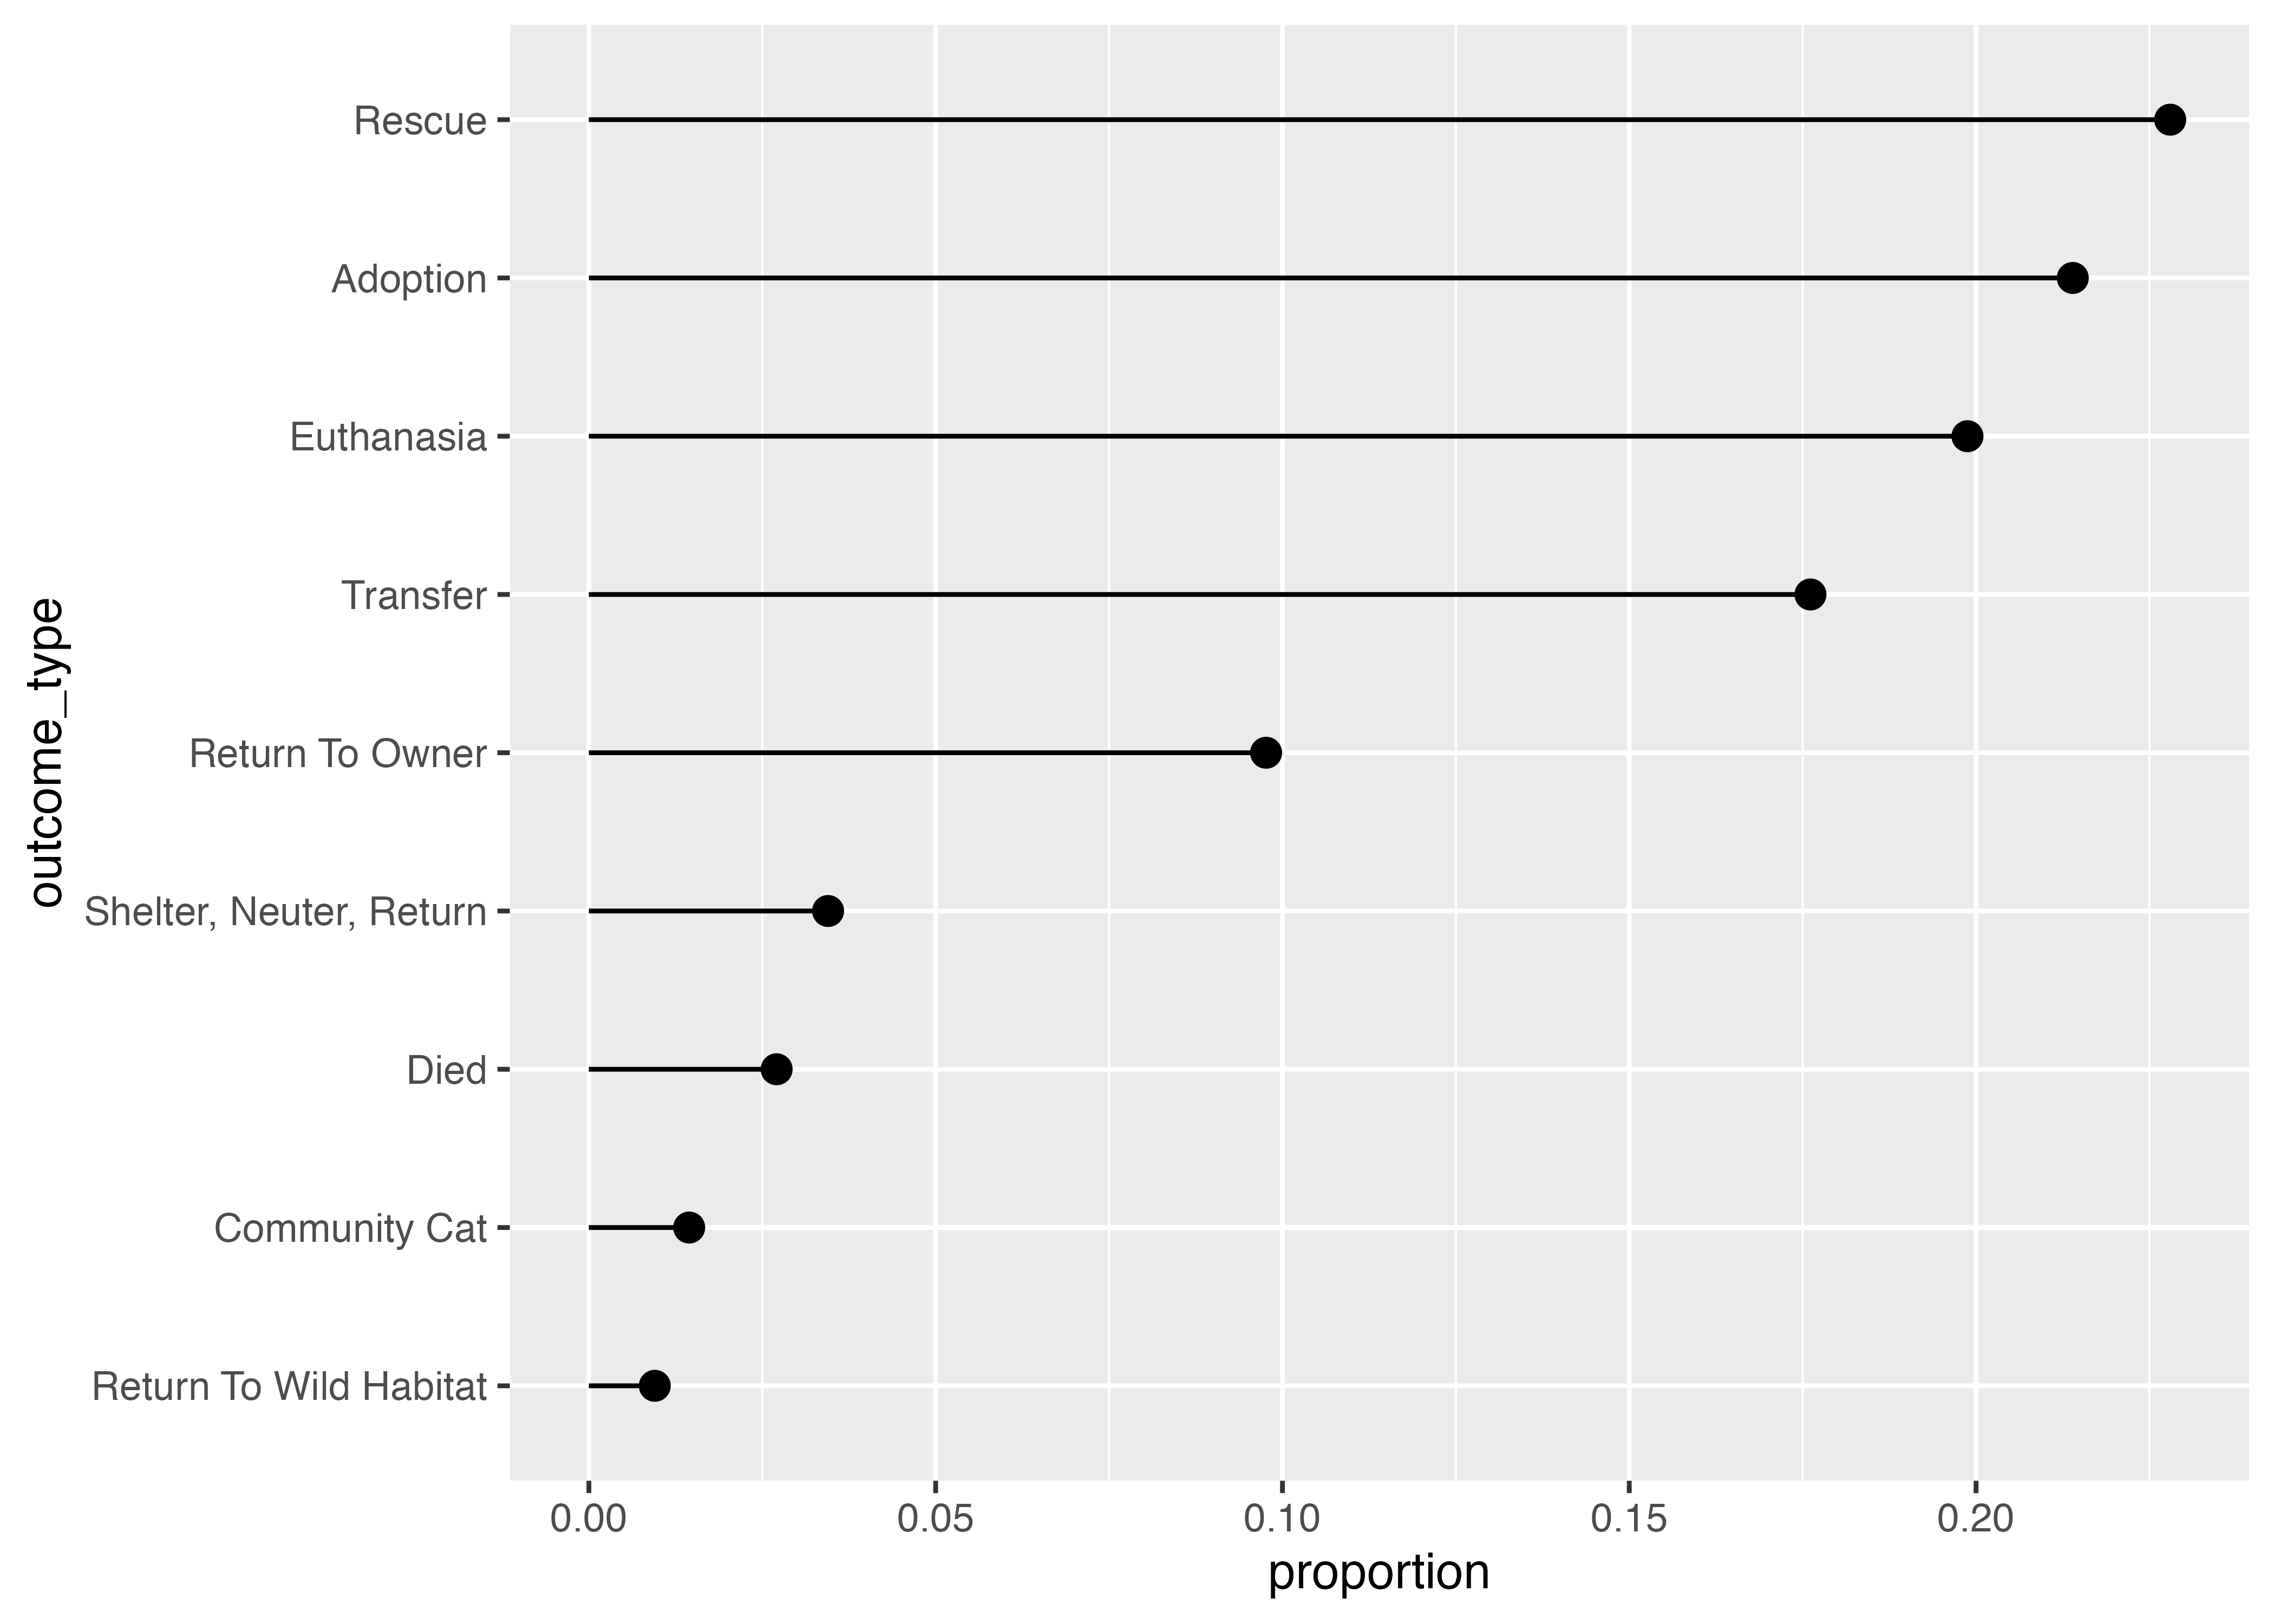 Rescue
Adoption
Euthanasia
Transfer
Return To Owner
Shelter, Neuter, Return
Died
Community Cat
Return To Wild Habitat
outcome_type
0.00 0.05 0.10 0.15 0.20
proportion